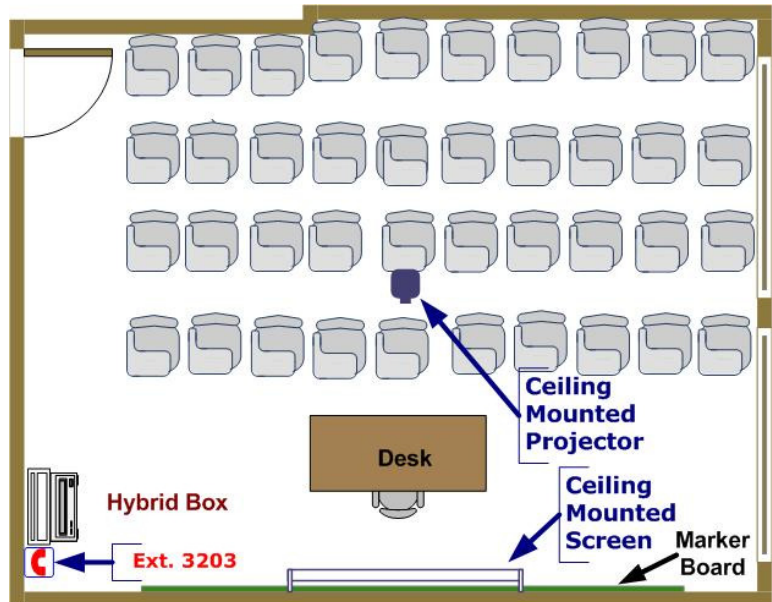 Ceiling
Mounted
Projector
Desk
Hybrid Box
Ceiling
Mounted
Screen
Ext. 3203
Marker
Board